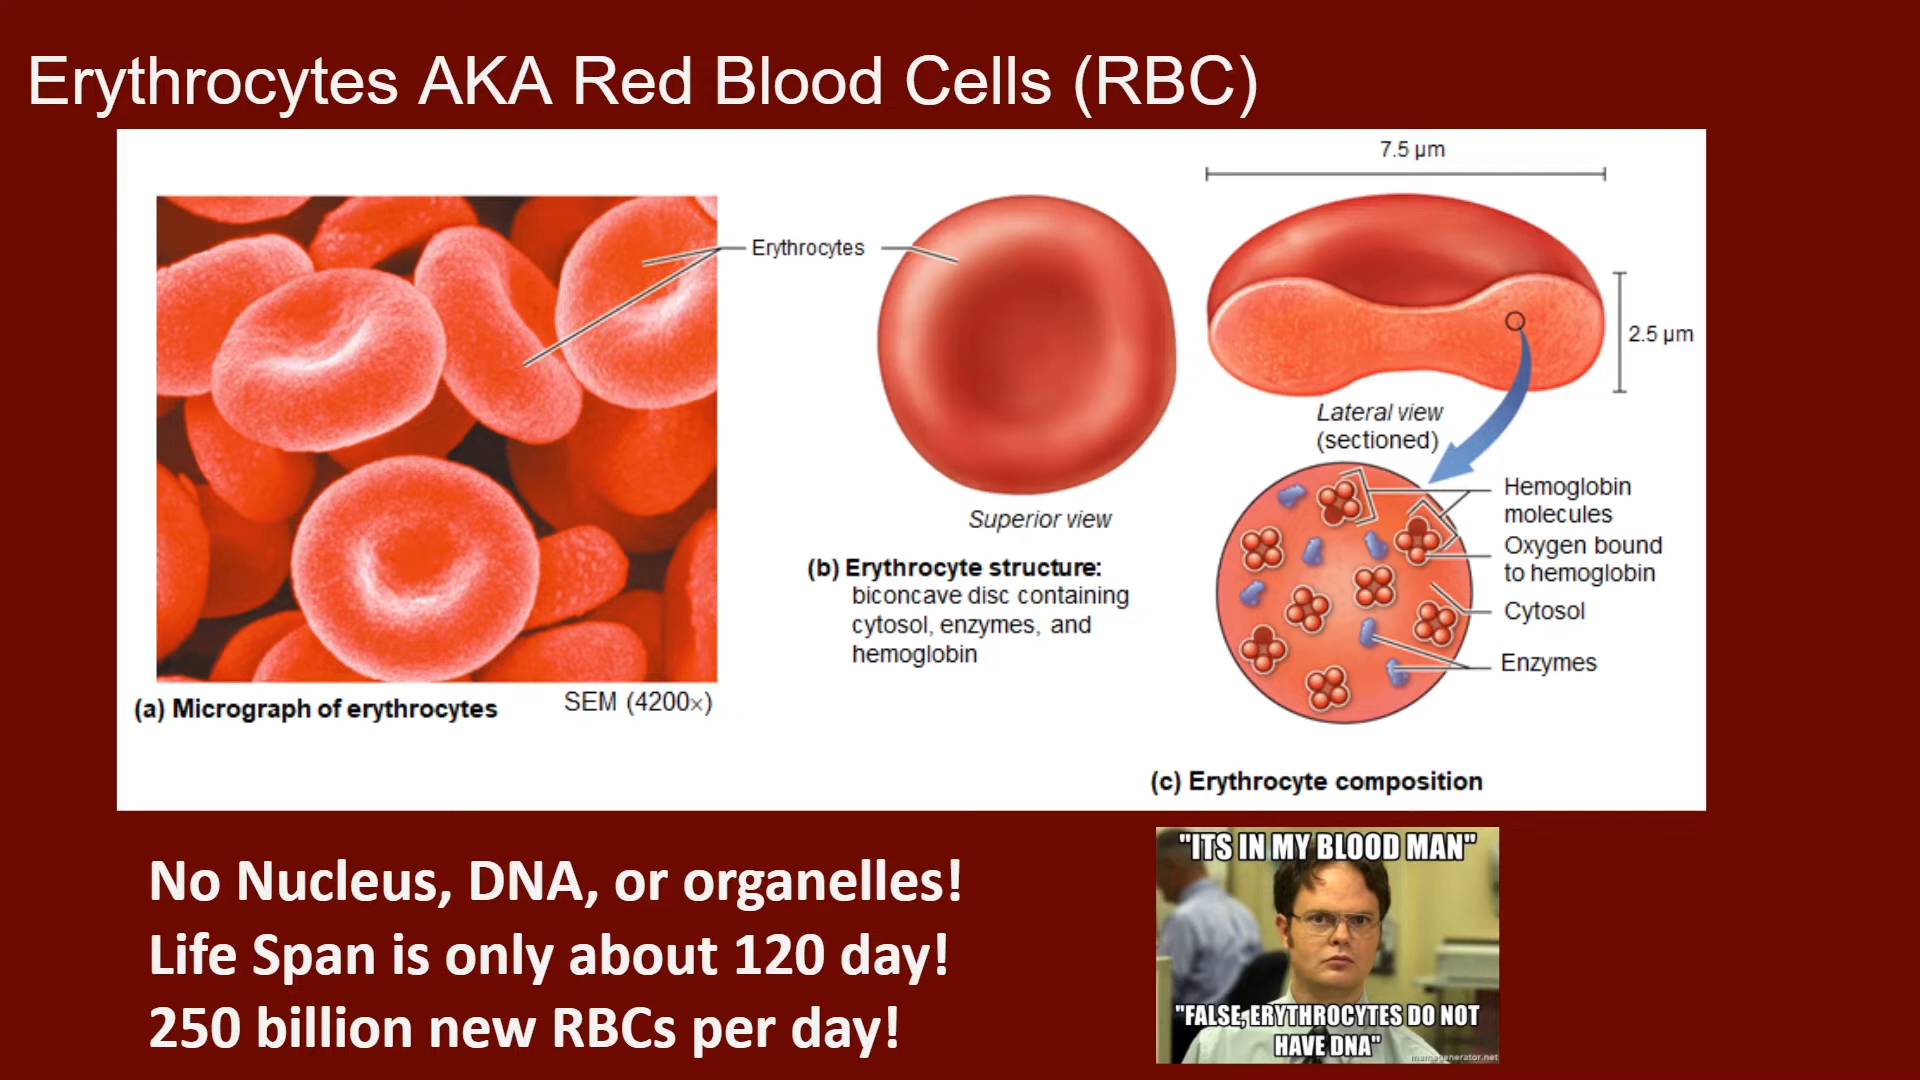 Erythrocytes AKA Red Blood Cells (RBC)
7.5 µm
Erythrocytes
2.5 µm
Lateral view
(sectioned)
Superior view
Hemoglobin
molecules
Oxygen bound
to hemoglobin
Cytosol
Enzymes
(b) Erythrocyte structure:
biconcave disc containing
cytosol, enzymes, and
hemoglobin
(a) Micrograph of erythrocytes
SEM (4200×)
(c) Erythrocyte composition
No Nucleus, DNA, or organelles!
Life Span is only about 120 day!
250 billion new RBCs per day!
"ITS IN MY BLOOD MAN"
"FALSE, ERYTHROCYTES DO NOT
HAVE DNA"
memegenerator.net